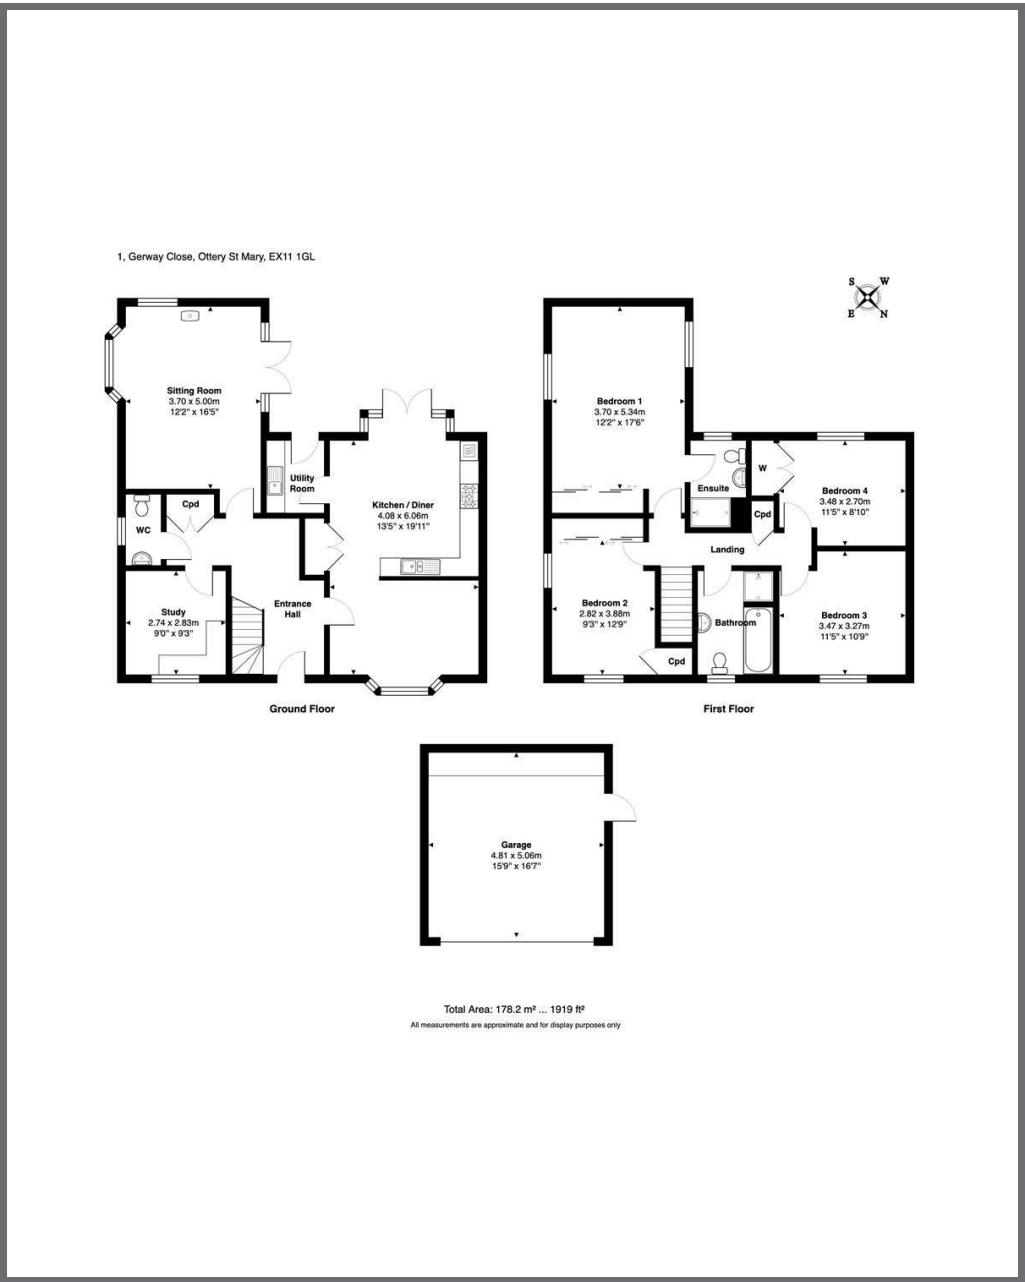 1, Gerway Close, Ottery St Mary, EX11 1GL
S W
E N
Sitting Room
3.70 x 5.00m
12'2" x 16'5"
Utility
Room
Kitchen / Diner
4.08 x 6.06m
13'5" x 19'11"
Cpd
WC
Study
2.74 x 2.83m
9'0" x 9'3"
Entrance
Hall
Ground Floor
Bedroom 1
3.70 x 5.34m
12'2" x 17'6"
Ensuite
W
Bedroom 4
3.48 x 2.70m
11'5" x 8'10"
Cpd
Landing
Bedroom 2
2.82 x 3.88m
9'3" x 12'9"
Bathroom
Bedroom 3
3.47 x 3.27m
11'5" x 10'9"
Cpd
First Floor
Garage
4.81 x 5.06m
15'9" x 16'7"
Total Area: 178.2 m² ... 1919 ft²
All measurements are approximate and for display purposes only